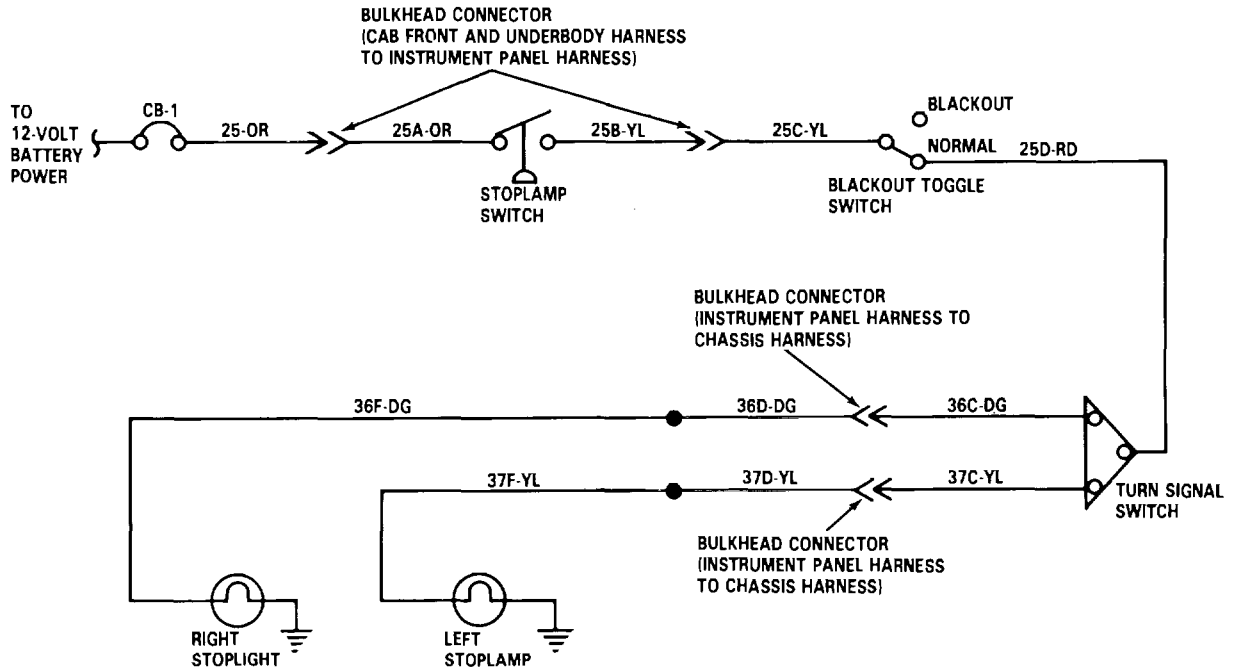 BULKHEAD CONNECTOR
(CAB FRONT AND UNDERBODY HARNESS
TO INSTRUMENT PANEL HARNESS)
TO
12-VOLT
BATTERY
POWER
CB-1
25-OR
25A-OR
STOPLAMP
SWITCH
25B-YL
25C-YL
BLACKOUT
NORMAL
25D-RD
BLACKOUT TOGGLE
SWITCH
BULKHEAD CONNECTOR
(INSTRUMENT PANEL HARNESS TO
CHASSIS HARNESS)
36F-DG
36D-DG
36C-DG
37F-YL
37D-YL
37C-YL
TURN SIGNAL
SWITCH
BULKHEAD CONNECTOR
(INSTRUMENT PANEL HARNESS
TO CHASSIS HARNESS)
RIGHT
STOPLIGHT
LEFT
STOPLAMP